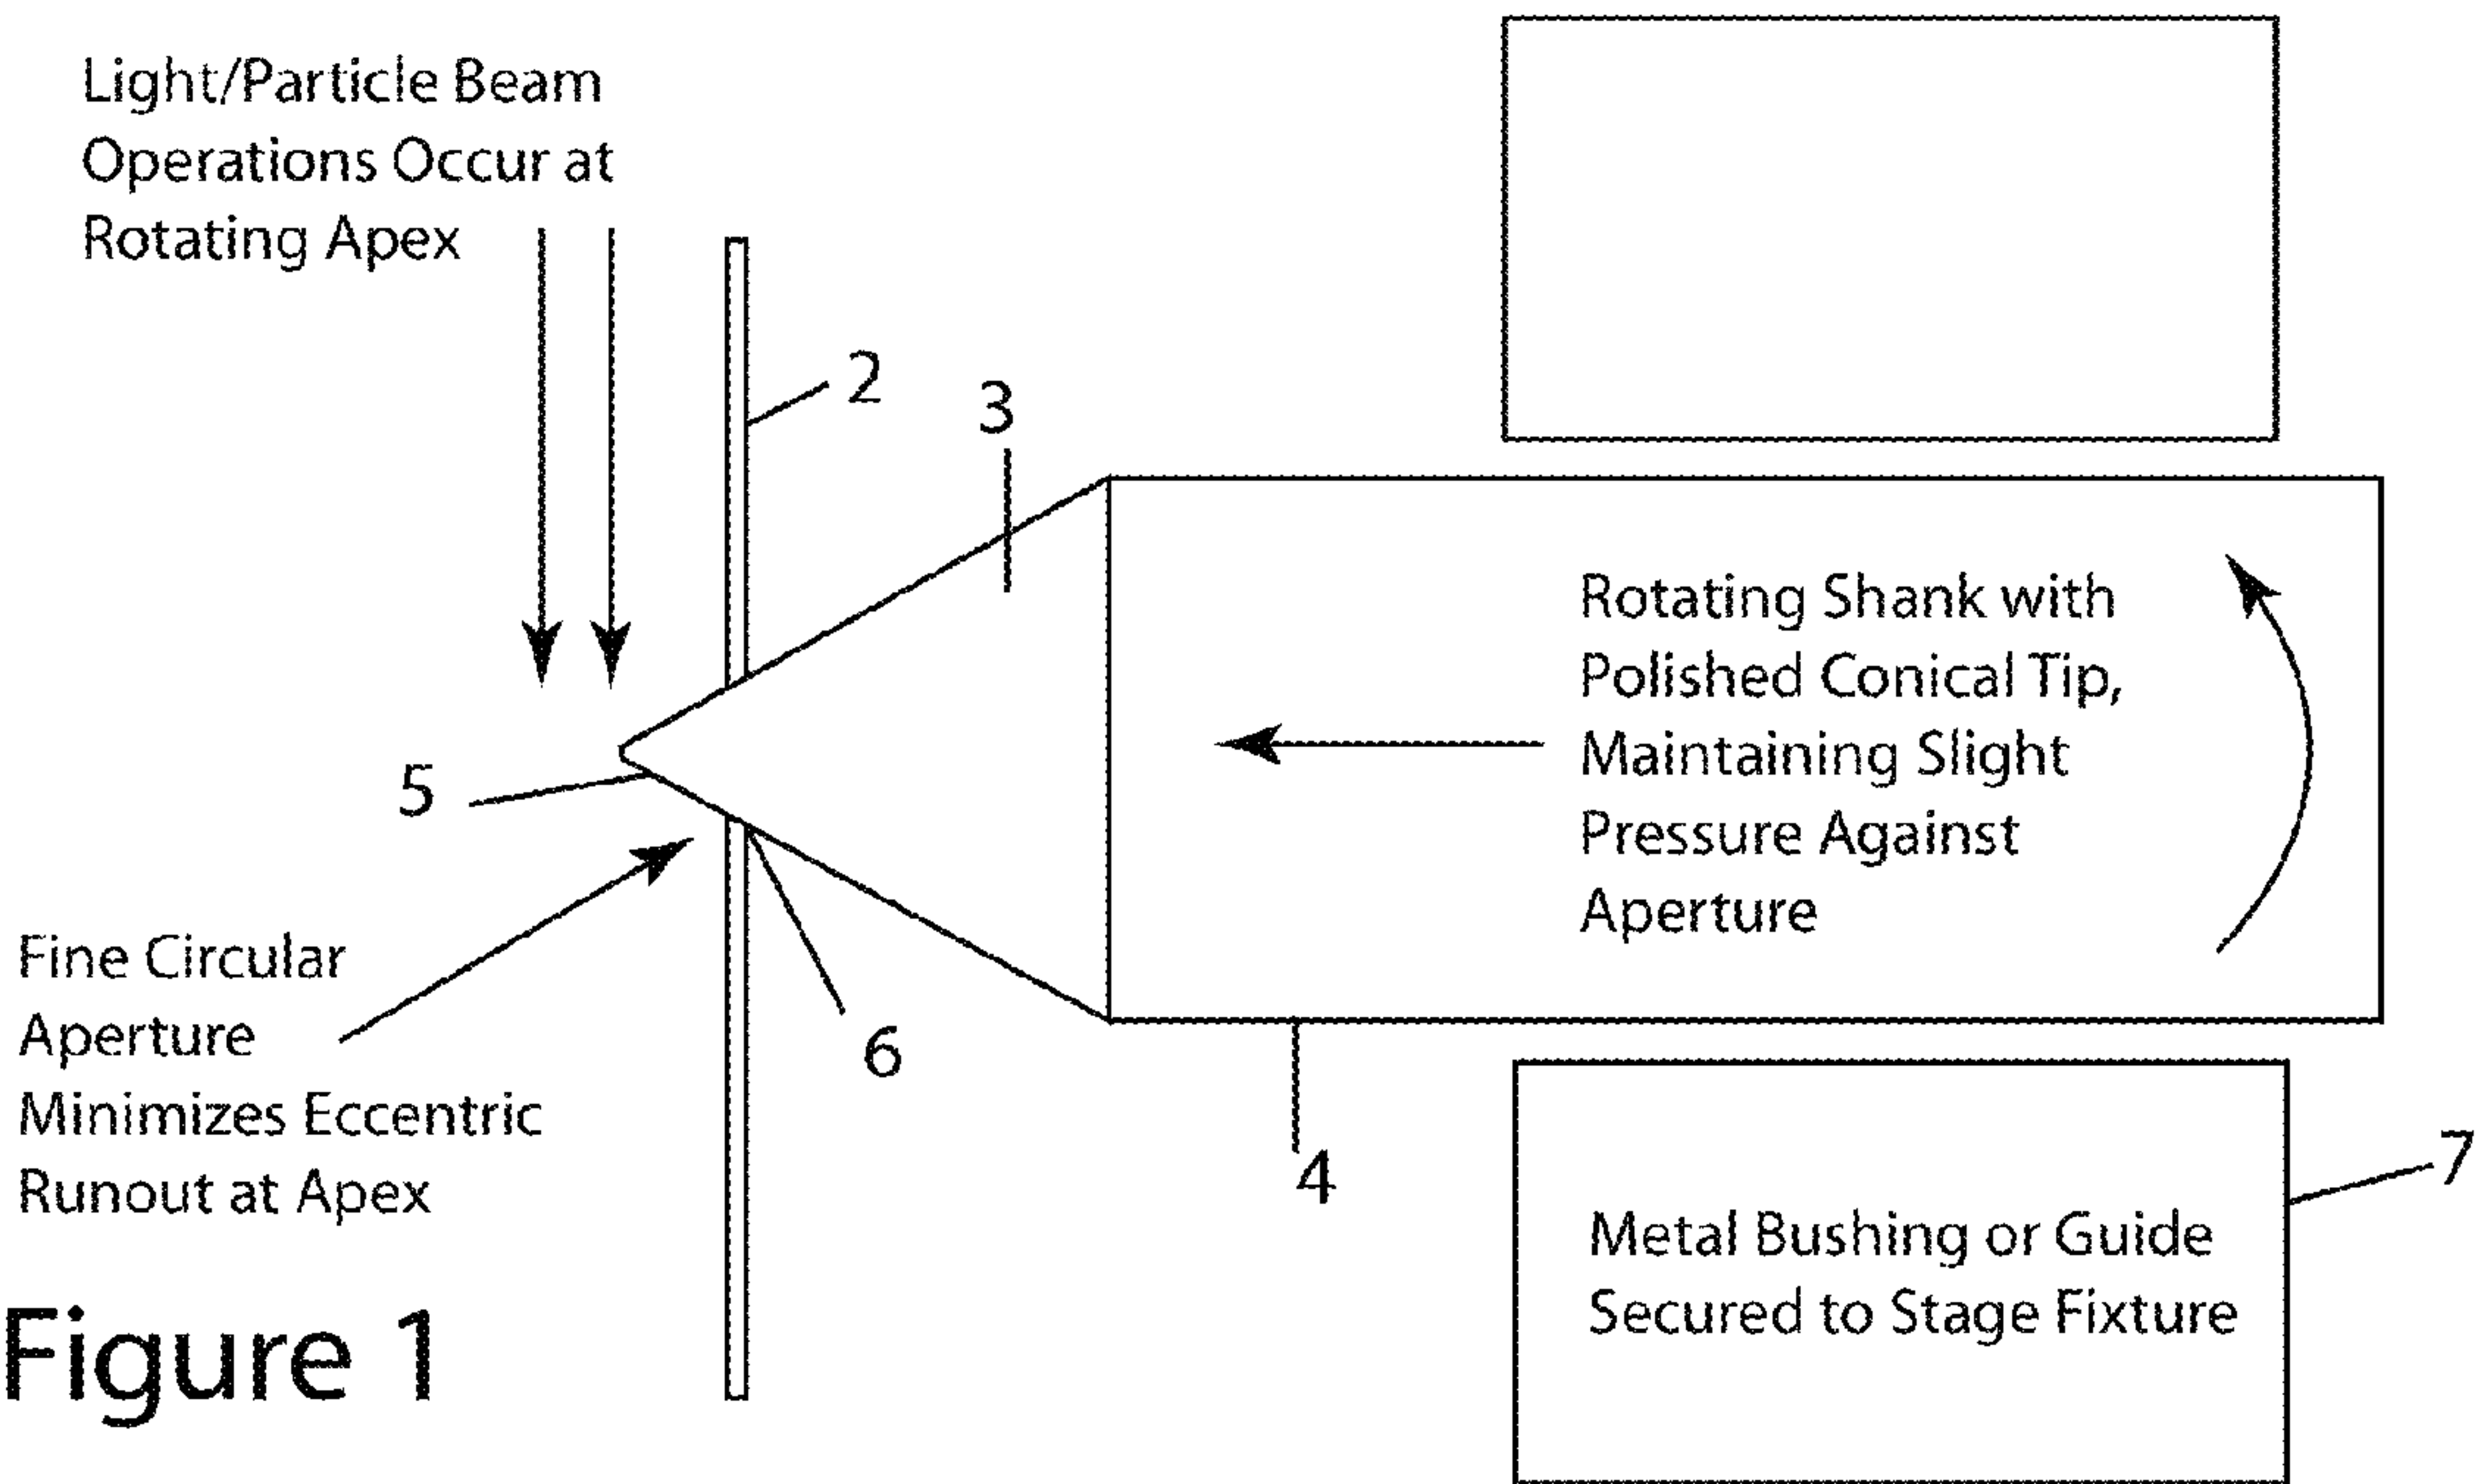 Light/Particle Beam
Operations Occur at
Rotating Apex
2
3
Rotating Shank with
Polished Conical Tip,
Maintaining Slight
Pressure Against
Aperture
5
Fine Circular
Aperture
Minimizes Eccentric
Runout at Apex
6
4
7
Metal Bushing or Guide
Secured to Stage Fixture
Figure 1